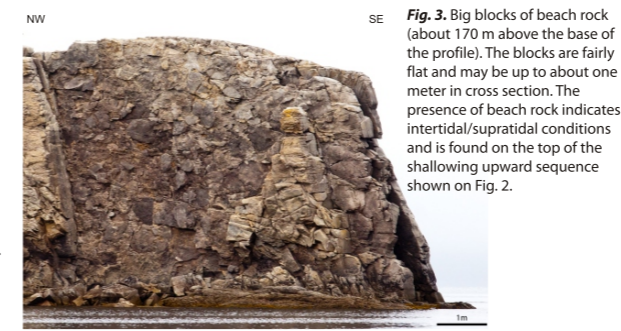 NW
SE
Fig. 3. Big blocks of beach rock
(about 170 m above the base of
the profile). The blocks are fairly
flat and may be up to about one
meter in cross section. The
presence of beach rock indicates
intertidal/supratidal conditions
and is found on the top of the
shallowing upward sequence
shown on Fig. 2.
1m